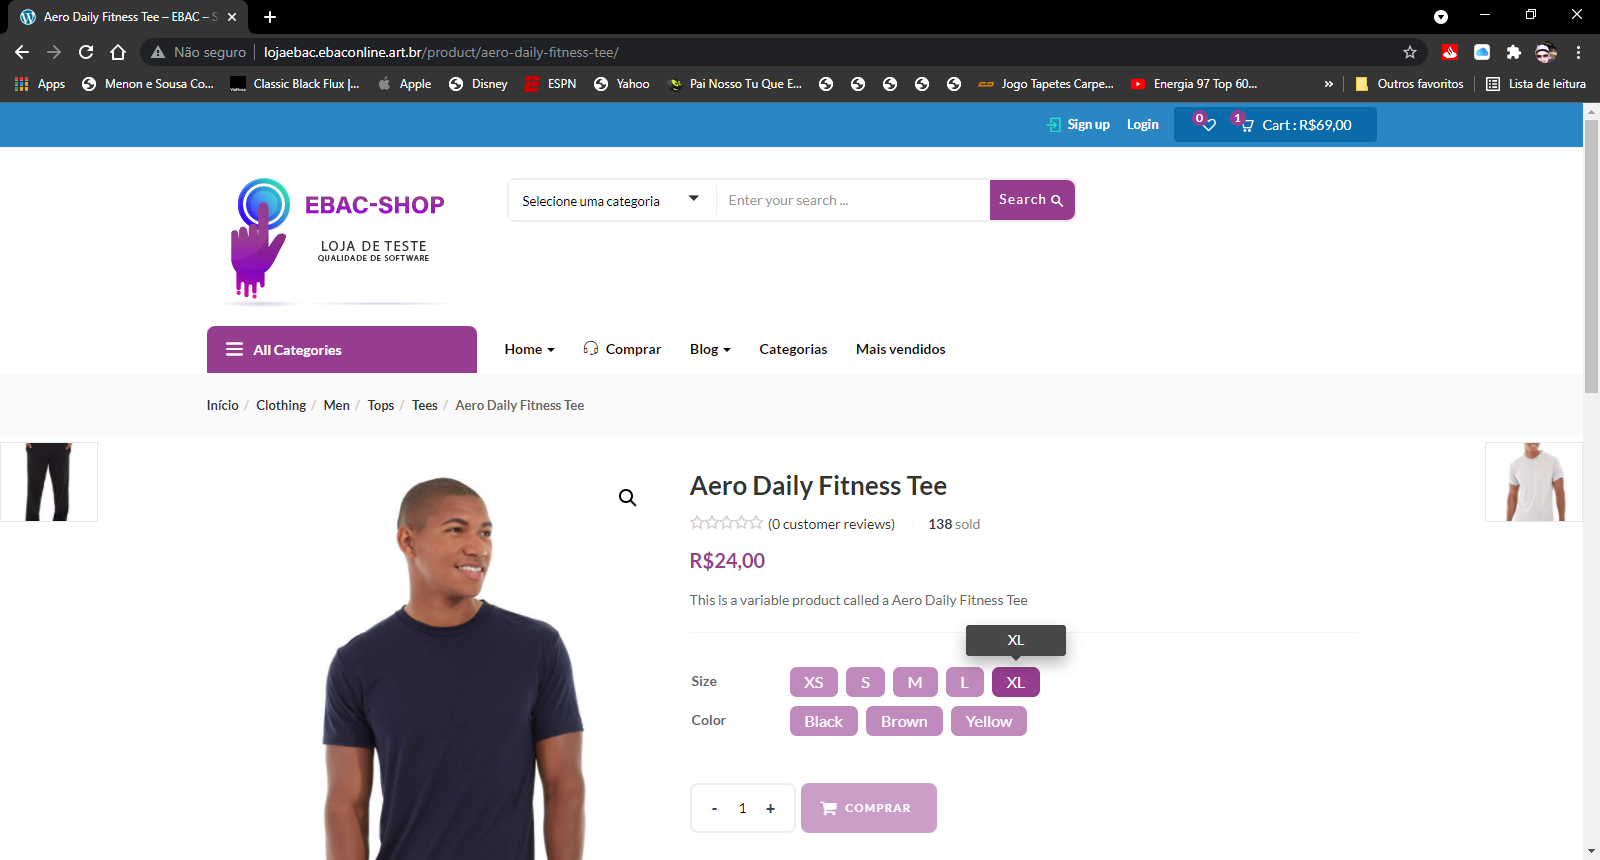 Aero Daily Fitness Tee – EBAC – S
Não seguro
lojaebac.ebaconline.art.br/product/aero-daily-fitness-tee/
Apps
Menon e Sousa Co...
Classic Black Flux |...
Apple
Disney
ESPN
Yahoo
Pai Nosso Tu Que E...
Jogo Tapetes Carpe...
Energia 97 Top 60...
»
Outros favoritos
Lista de leitura
Sign up
Login
0
1
Cart : R$69,00
EBAC-SHOP
LOJA DE TESTE
QUALIDADE DE SOFTWARE
Selecione uma categoria
Enter your search ...
Search
All Categories
Home
Comprar
Blog
Categorias
Mais vendidos
Início / Clothing / Men / Tops / Tees / Aero Daily Fitness Tee
Aero Daily Fitness Tee
(0 customer reviews)
138 sold
R$24,00
This is a variable product called a Aero Daily Fitness Tee
XL
Size
XS
S
M
L
XL
Color
Black
Brown
Yellow
- 1 +
COMPRAR